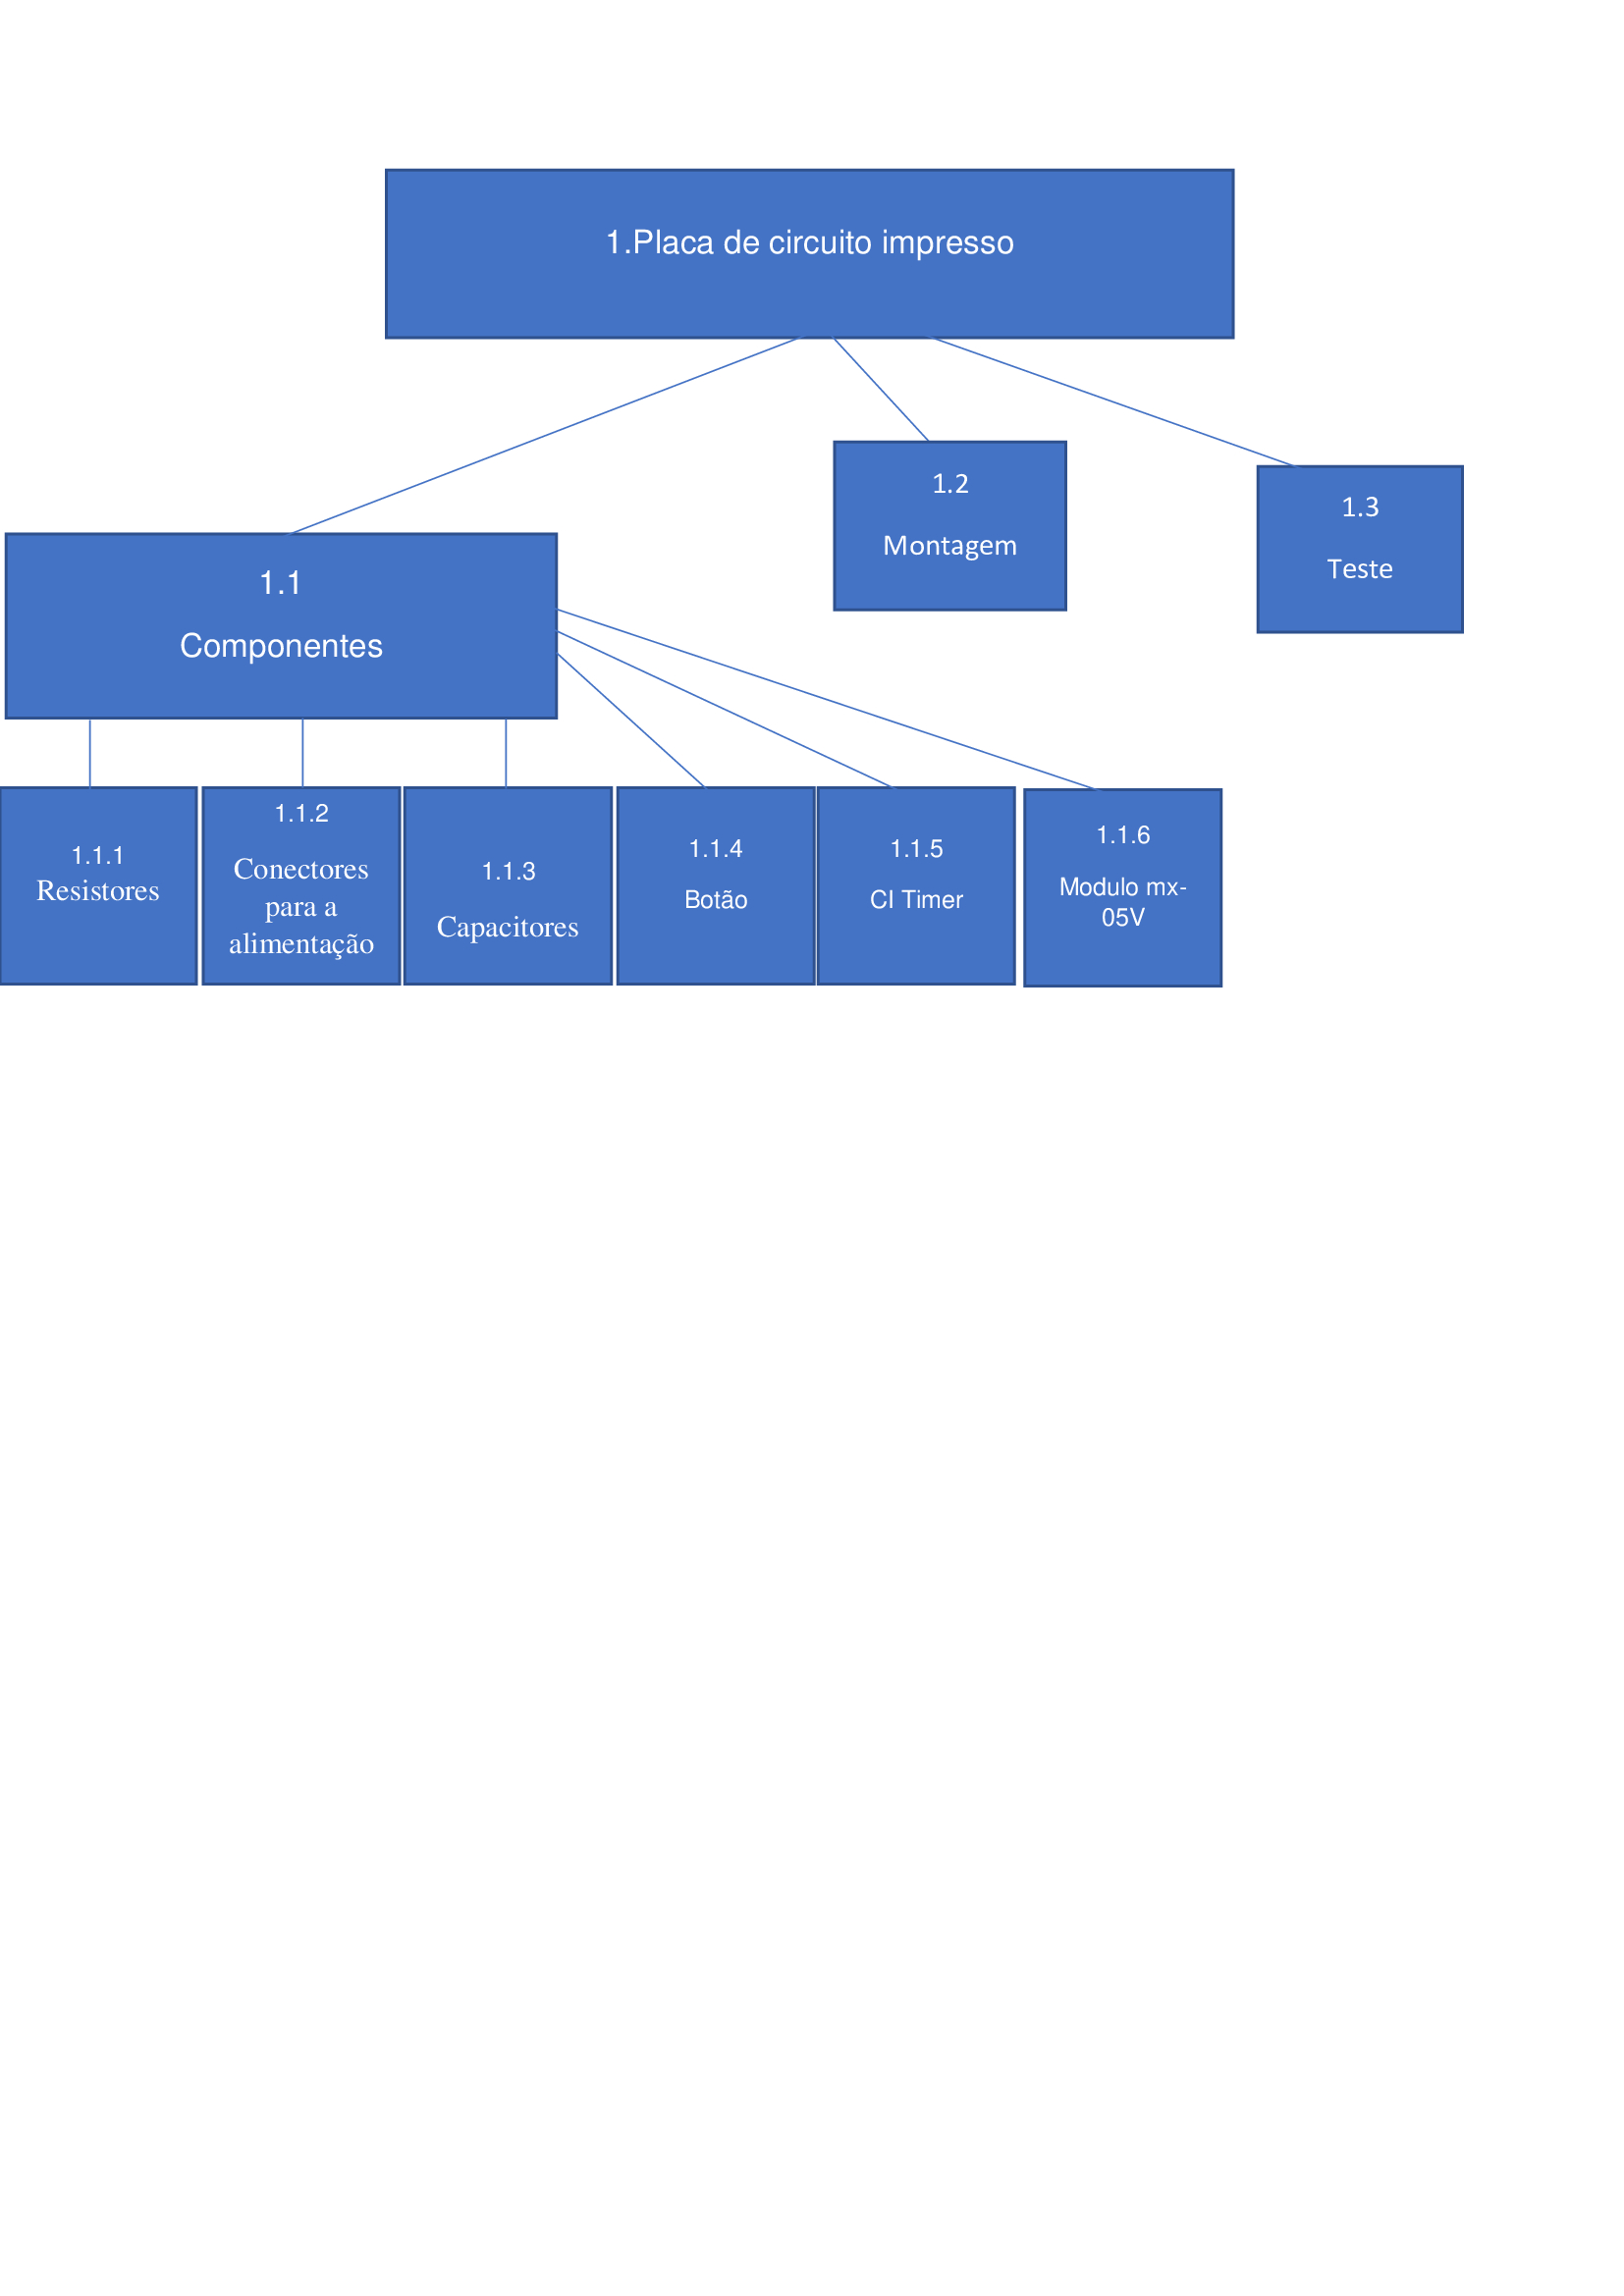 1.Placa de circuito impresso
1.2
Montagem
1.3
Teste
1.1
Componentes
1.1.1
Resistores
1.1.2
Conectores
para a
alimentação
1.1.3
Capacitores
1.1.4
Botão
1.1.5
CI Timer
1.1.6
Modulo mx-
05V